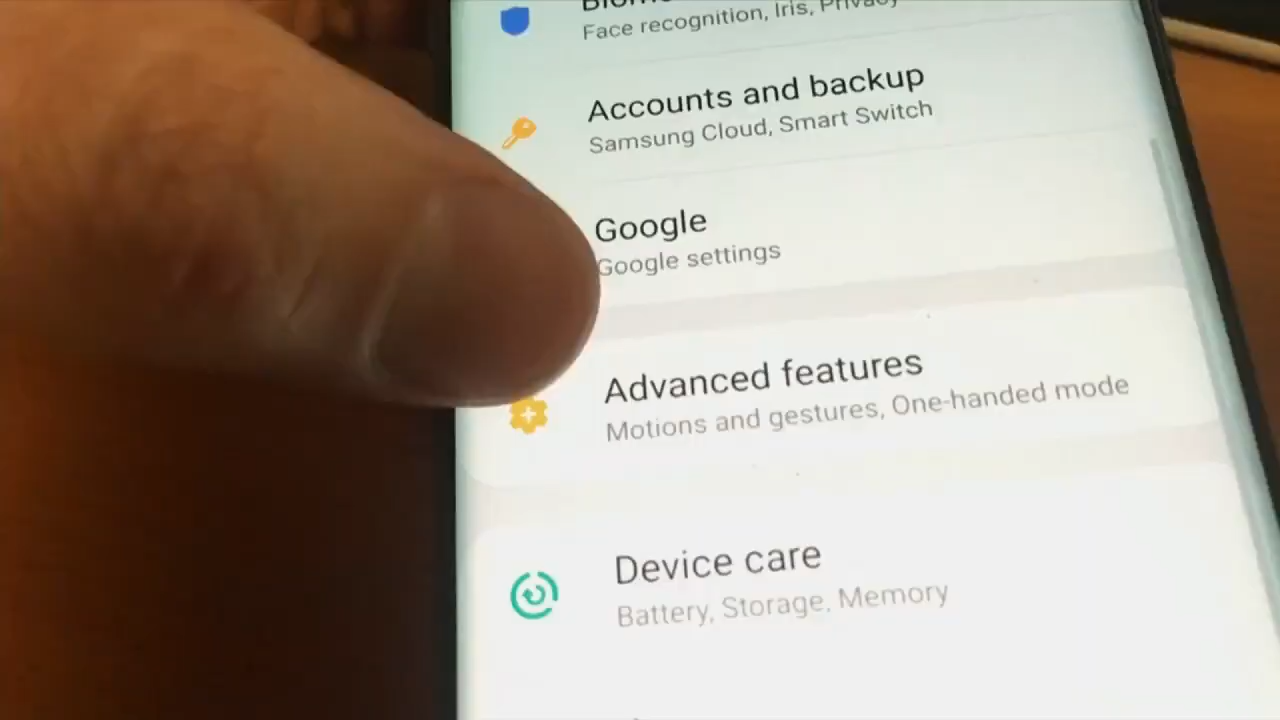 Face recognition, Iris, Privacy
Accounts and backup
Samsung Cloud, Smart Switch
Google
Google settings
Advanced features
Motions and gestures, One-handed mode
Device care
Battery, Storage, Memory